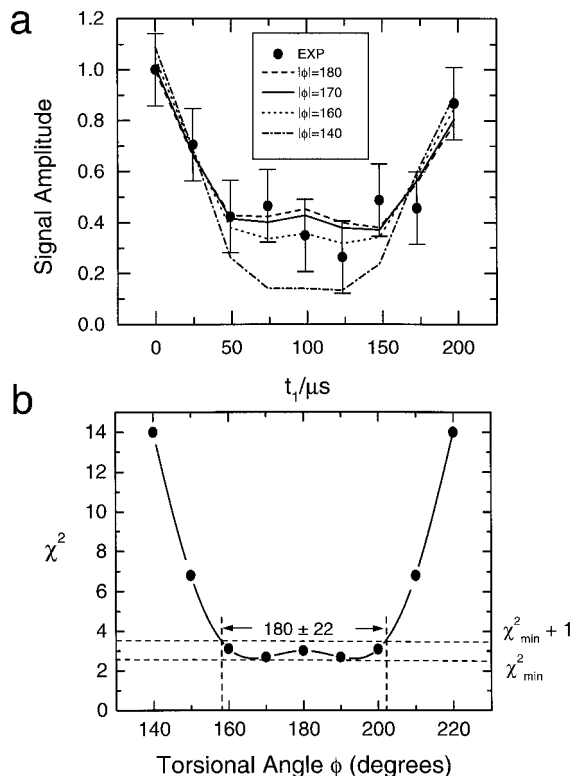 a
1.2
1.0
0.8
0.6
0.4
0.2
0.0
Signal Amplitude
EXP
|ϕ|=180
|ϕ|=170
|ϕ|=160
|ϕ|=140
0 50 100 150 200
t₁/μs
b
14
12
10
8
6
4
2
0
χ²
180 ± 22
χ²min + 1
χ²min
140 160 180 200 220
Torsional Angle ϕ (degrees)